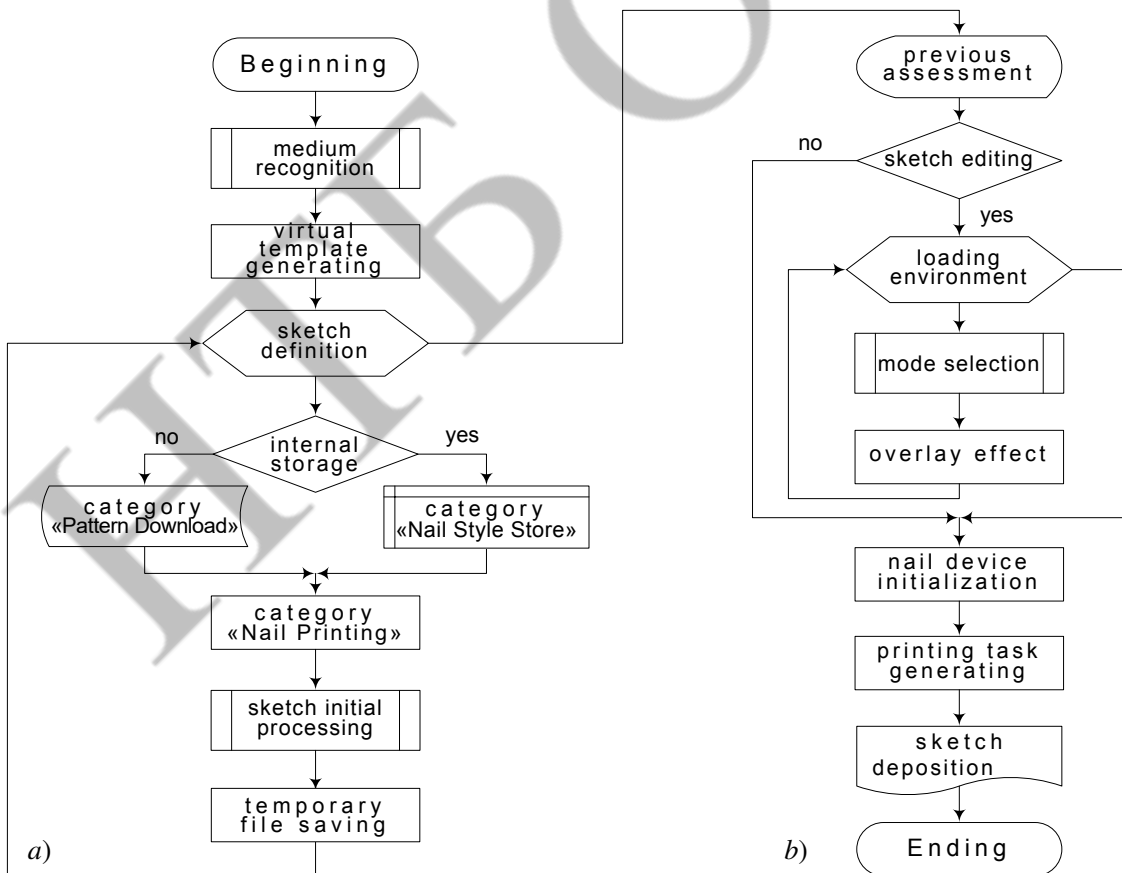 Beginning
medium
recognition
virtual
template
generating
sketch
definition
internal
storage
no
yes
category
«Pattern Download»
category
«Nail Style Store»
category
«Nail Printing»
sketch initial
processing
temporary
file saving
a)
previous
assessment
sketch editing
no
yes
loading
environment
mode selection
overlay effect
nail device
initialization
printing task
generating
sketch
deposition
Ending
b)
НТБ О